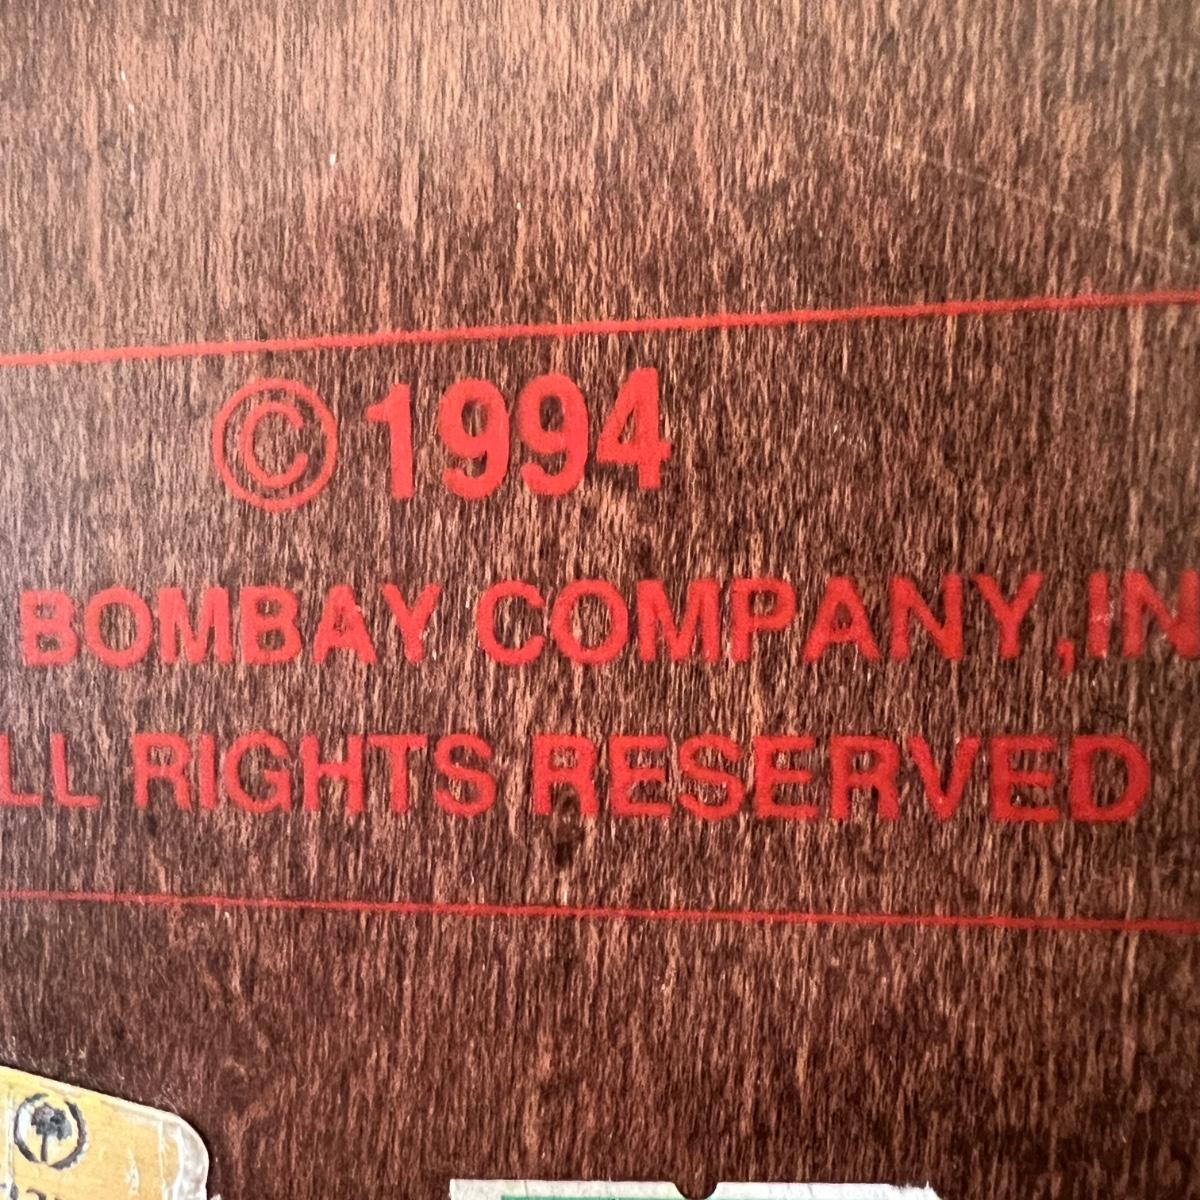 ©1994
BOMBAY COMPANY,IN
LL RIGHTS RESERVED